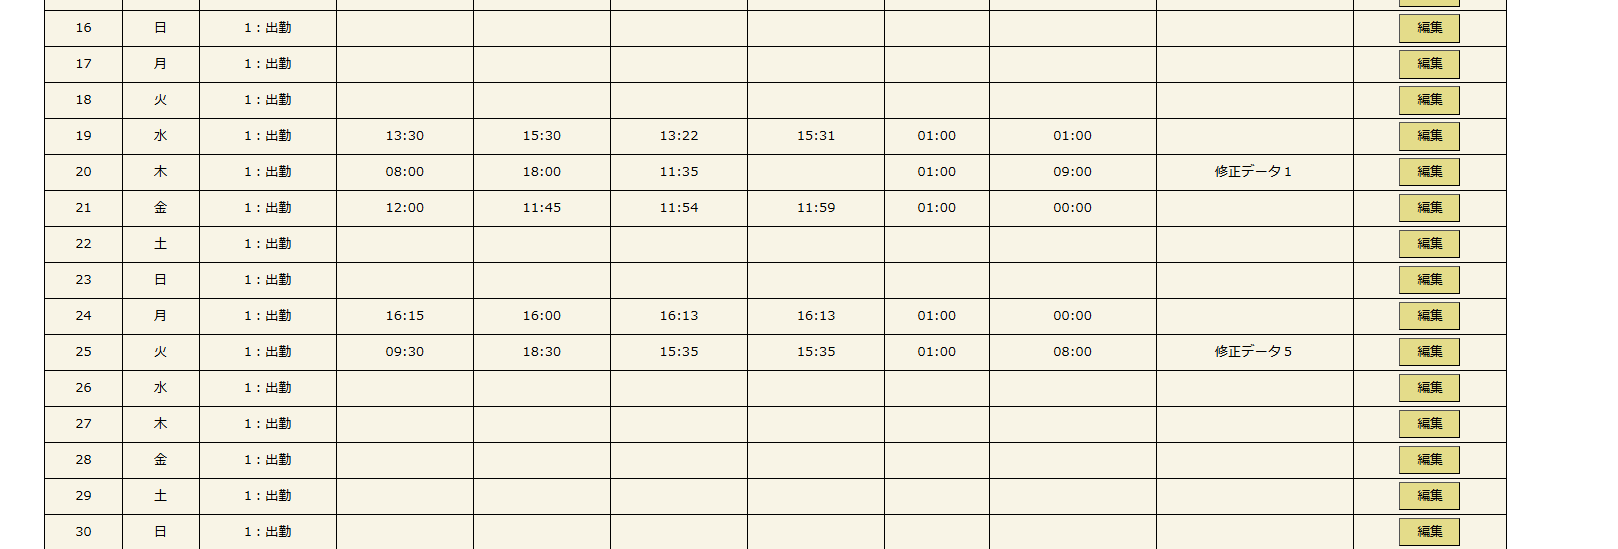 16 日 1：出勤 編集
17 月 1：出勤 編集
18 火 1：出勤 編集
19 水 1：出勤 13:30 15:30 13:22 15:31 01:00 01:00 編集
20 木 1：出勤 08:00 18:00 11:35 01:00 09:00 修正データ１ 編集
21 金 1：出勤 12:00 11:45 11:54 11:59 01:00 00:00 編集
22 土 1：出勤 編集
23 日 1：出勤 編集
24 月 1：出勤 16:15 16:00 16:13 16:13 01:00 00:00 編集
25 火 1：出勤 09:30 18:30 15:35 15:35 01:00 08:00 修正データ５ 編集
26 水 1：出勤 編集
27 木 1：出勤 編集
28 金 1：出勤 編集
29 土 1：出勤 編集
30 日 1：出勤 編集